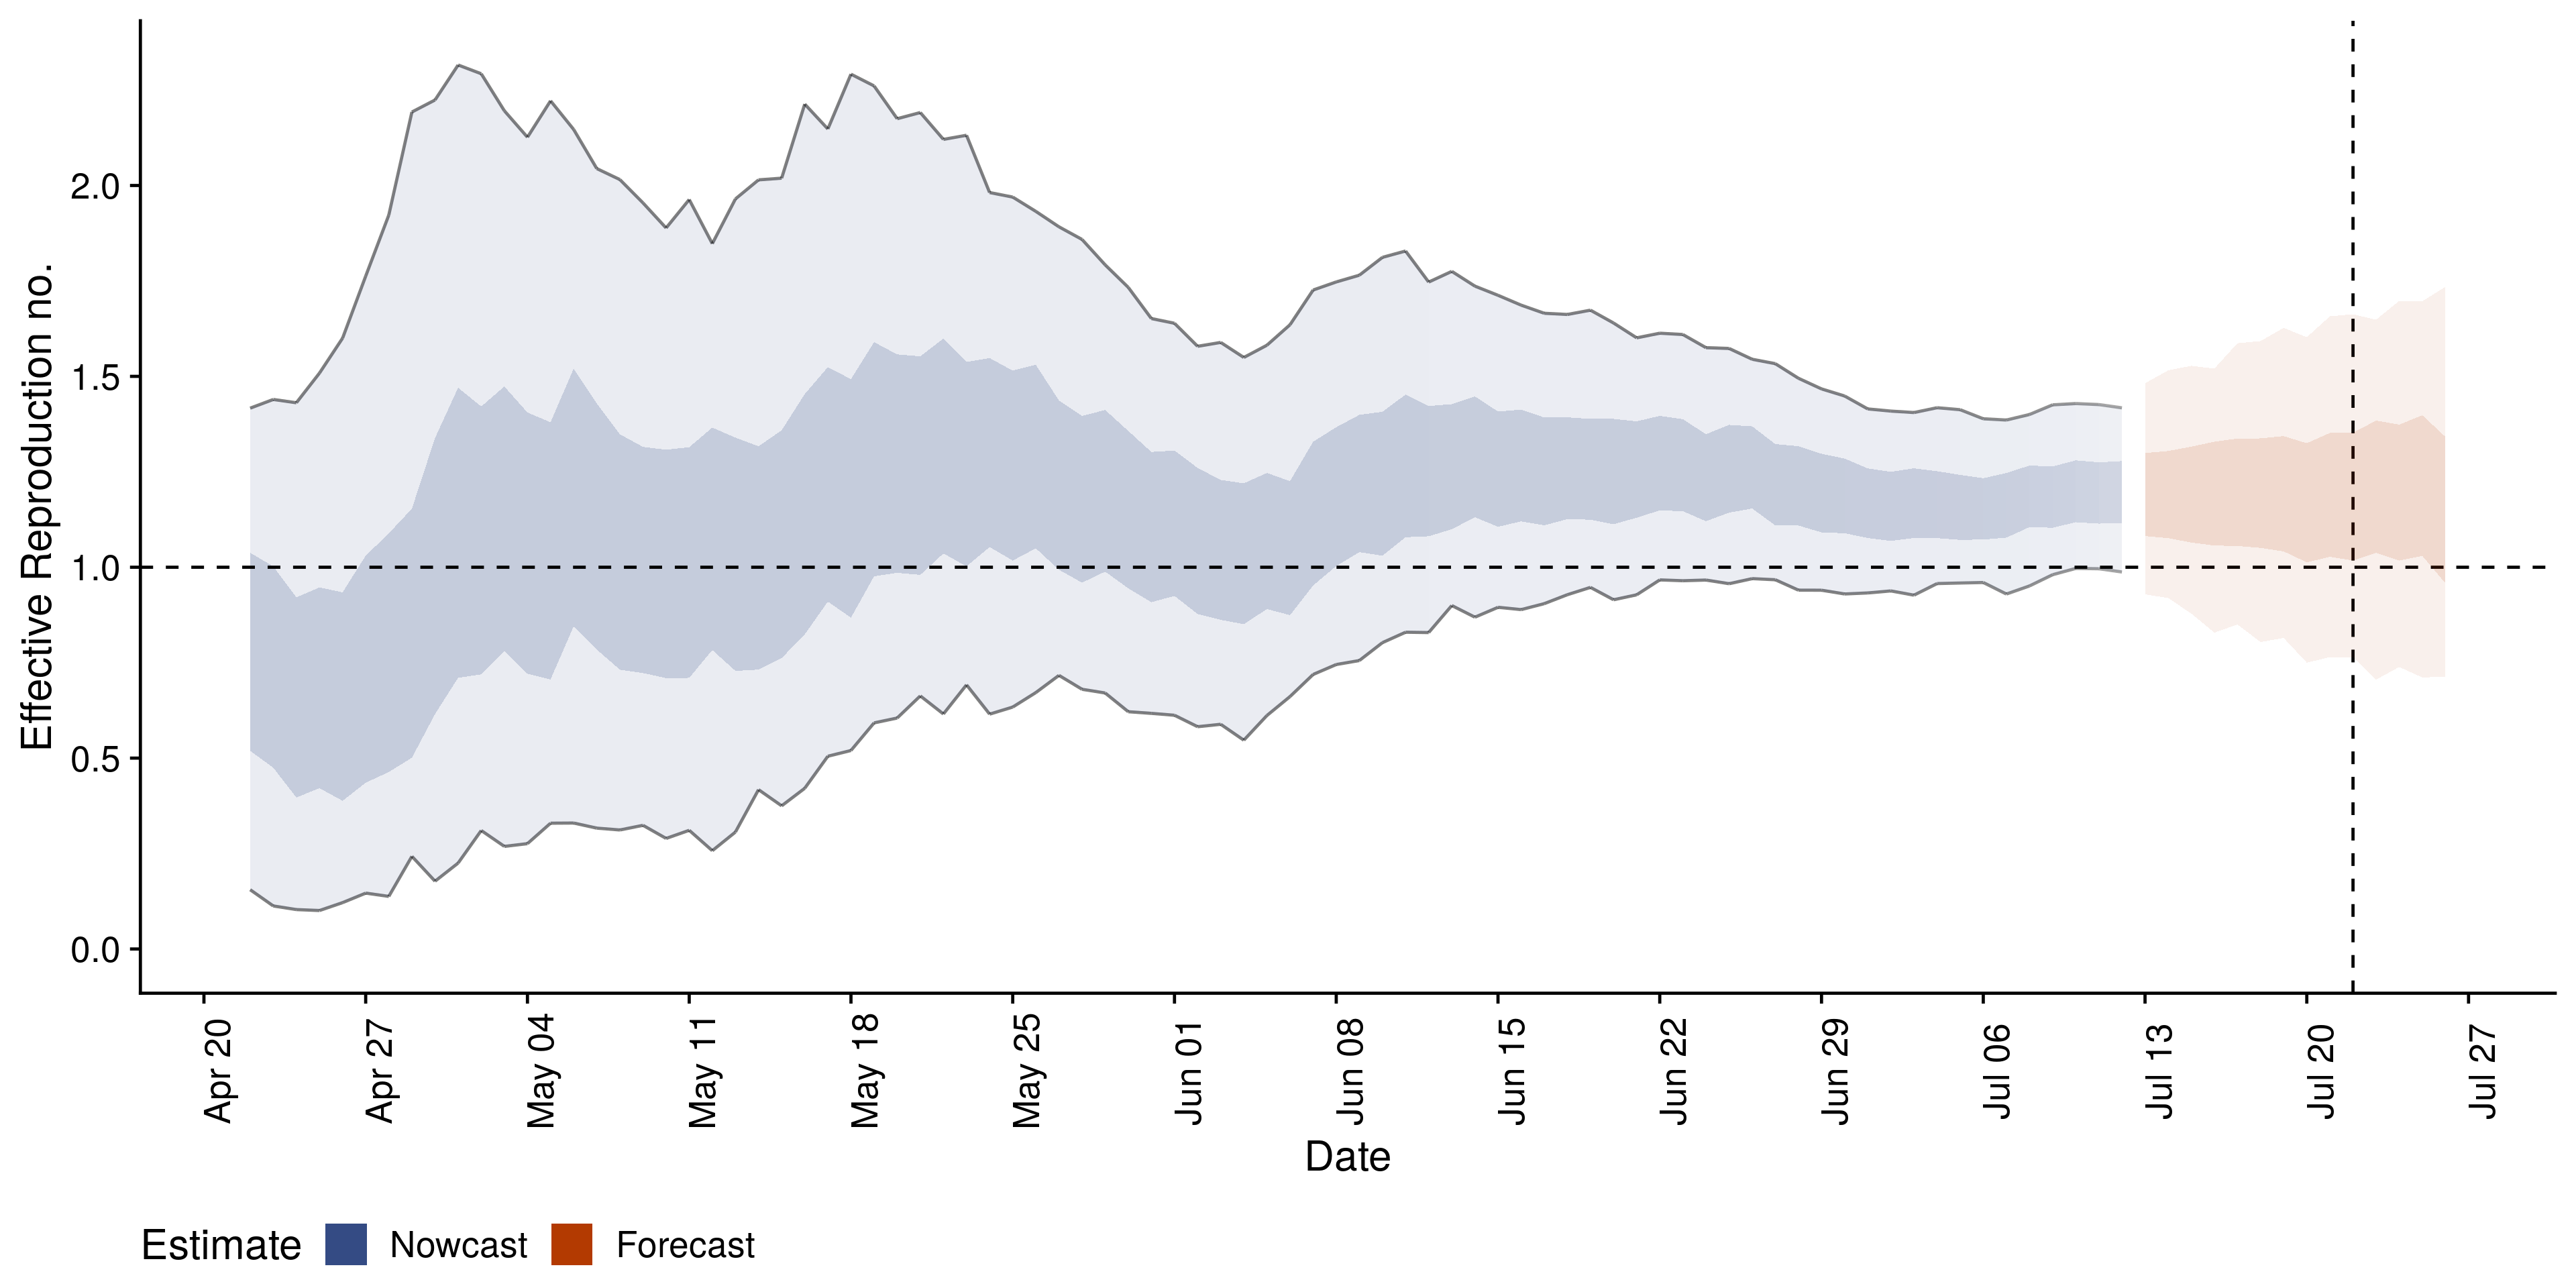 Effective Reproduction no.
2.0
1.5
1.0
0.5
0.0
Apr 20
Apr 27
May 04
May 11
May 18
May 25
Jun 01
Jun 08
Jun 15
Jun 22
Jun 29
Jul 06
Jul 13
Jul 20
Jul 27
Date
Estimate Nowcast Forecast